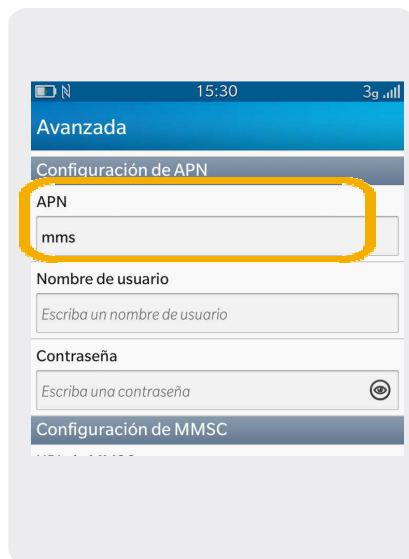 15:30
3g
Avanzada
Configuración de APN
APN
mms
Nombre de usuario
Escriba un nombre de usuario
Contraseña
Escriba una contraseña
Configuración de MMSC